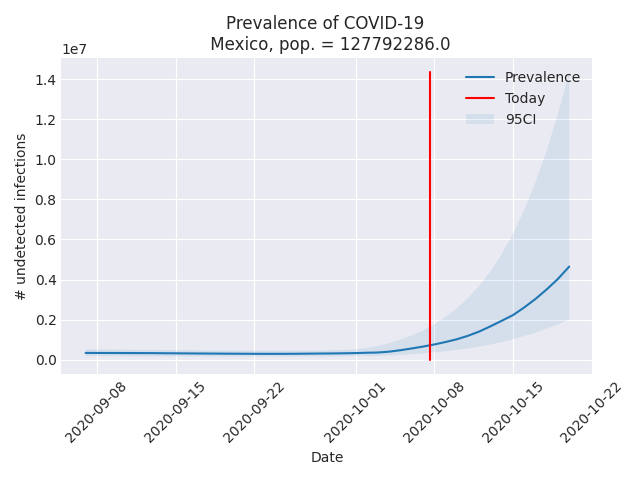 Prevalence of COVID-19
Mexico, pop. = 127792286.0
1e7
1.4
1.2
1.0
0.8
0.6
0.4
0.2
0.0
# undetected infections
Prevalence
Today
95CI
2020-09-08
2020-09-15
2020-09-22
2020-10-01
2020-10-08
2020-10-15
2020-10-22
Date